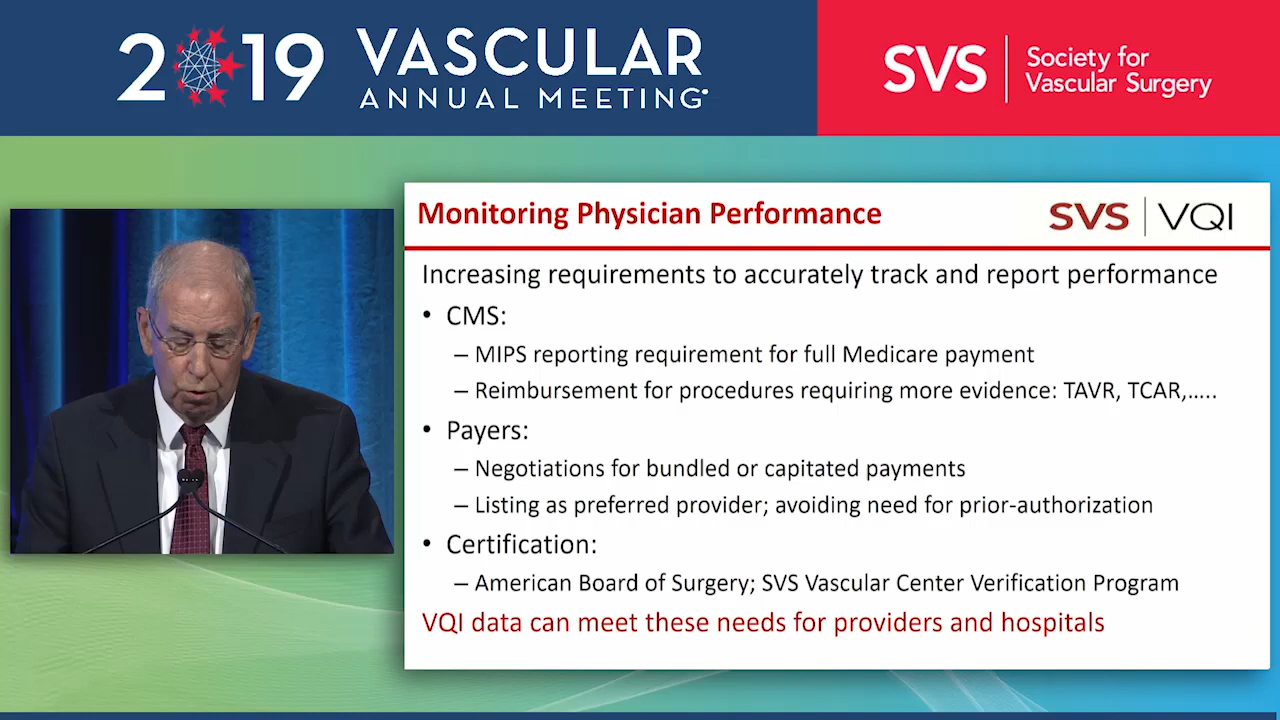 2019 VASCULAR
ANNUAL MEETING
SVS
Society for
Vascular Surgery
Monitoring Physician Performance
SVS | VQI
Increasing requirements to accurately track and report performance
• CMS:
– MIPS reporting requirement for full Medicare payment
– Reimbursement for procedures requiring more evidence: TAVR, TCAR,…..
• Payers:
– Negotiations for bundled or capitated payments
– Listing as preferred provider; avoiding need for prior-authorization
• Certification:
– American Board of Surgery; SVS Vascular Center Verification Program
VQI data can meet these needs for providers and hospitals